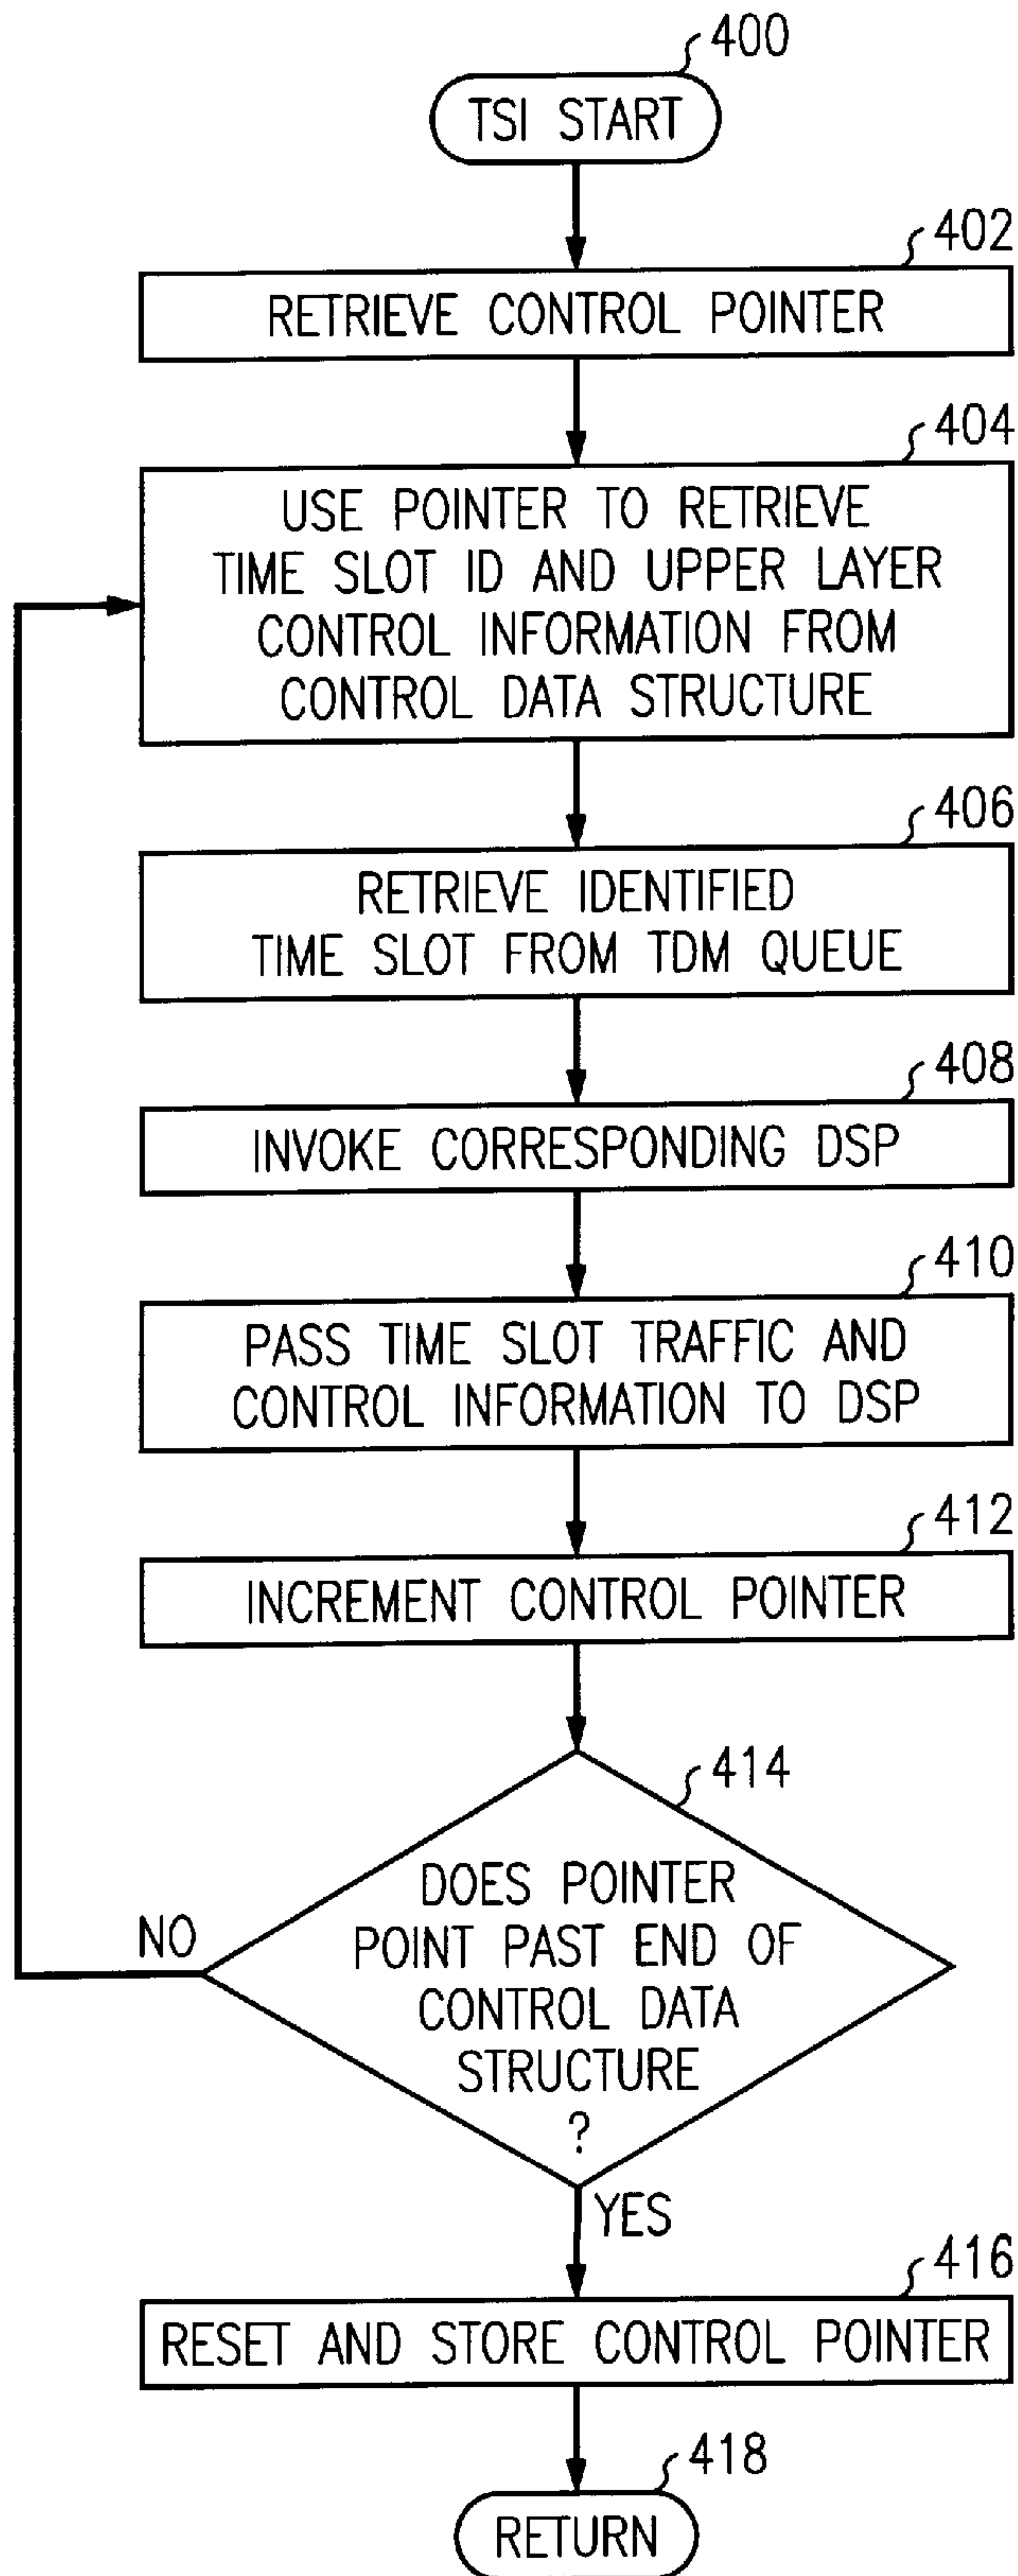 400
TSI START
402
RETRIEVE CONTROL POINTER
404
USE POINTER TO RETRIEVE
TIME SLOT ID AND UPPER LAYER
CONTROL INFORMATION FROM
CONTROL DATA STRUCTURE
406
RETRIEVE IDENTIFIED
TIME SLOT FROM TDM QUEUE
408
INVOKE CORRESPONDING DSP
410
PASS TIME SLOT TRAFFIC AND
CONTROL INFORMATION TO DSP
412
INCREMENT CONTROL POINTER
414
DOES POINTER
POINT PAST END OF
CONTROL DATA
STRUCTURE
?
NO
YES
416
RESET AND STORE CONTROL POINTER
418
RETURN